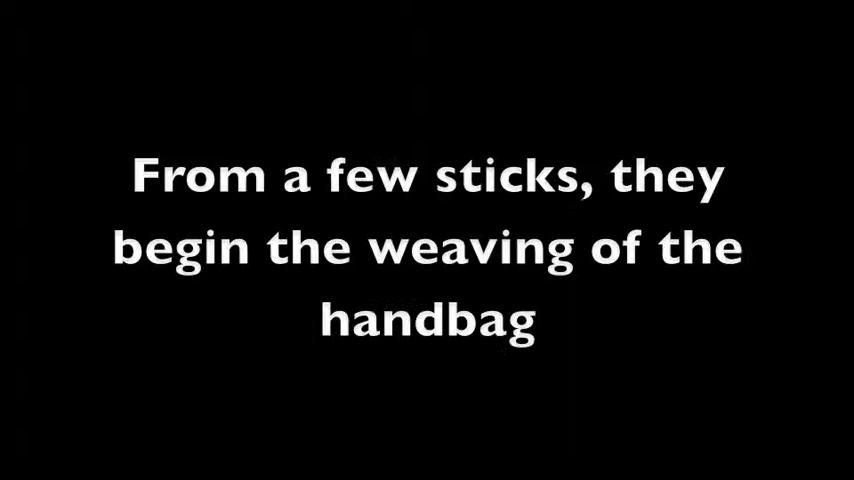 From a few sticks, they
begin the weaving of the
handbag